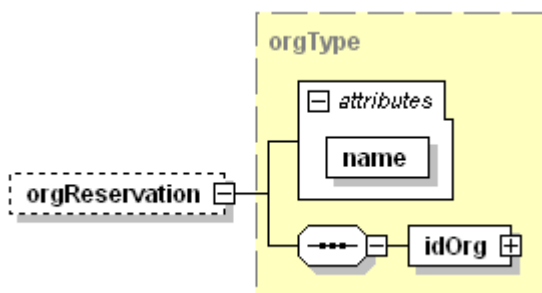 orgType
attributes
name
orgReservation
idOrg